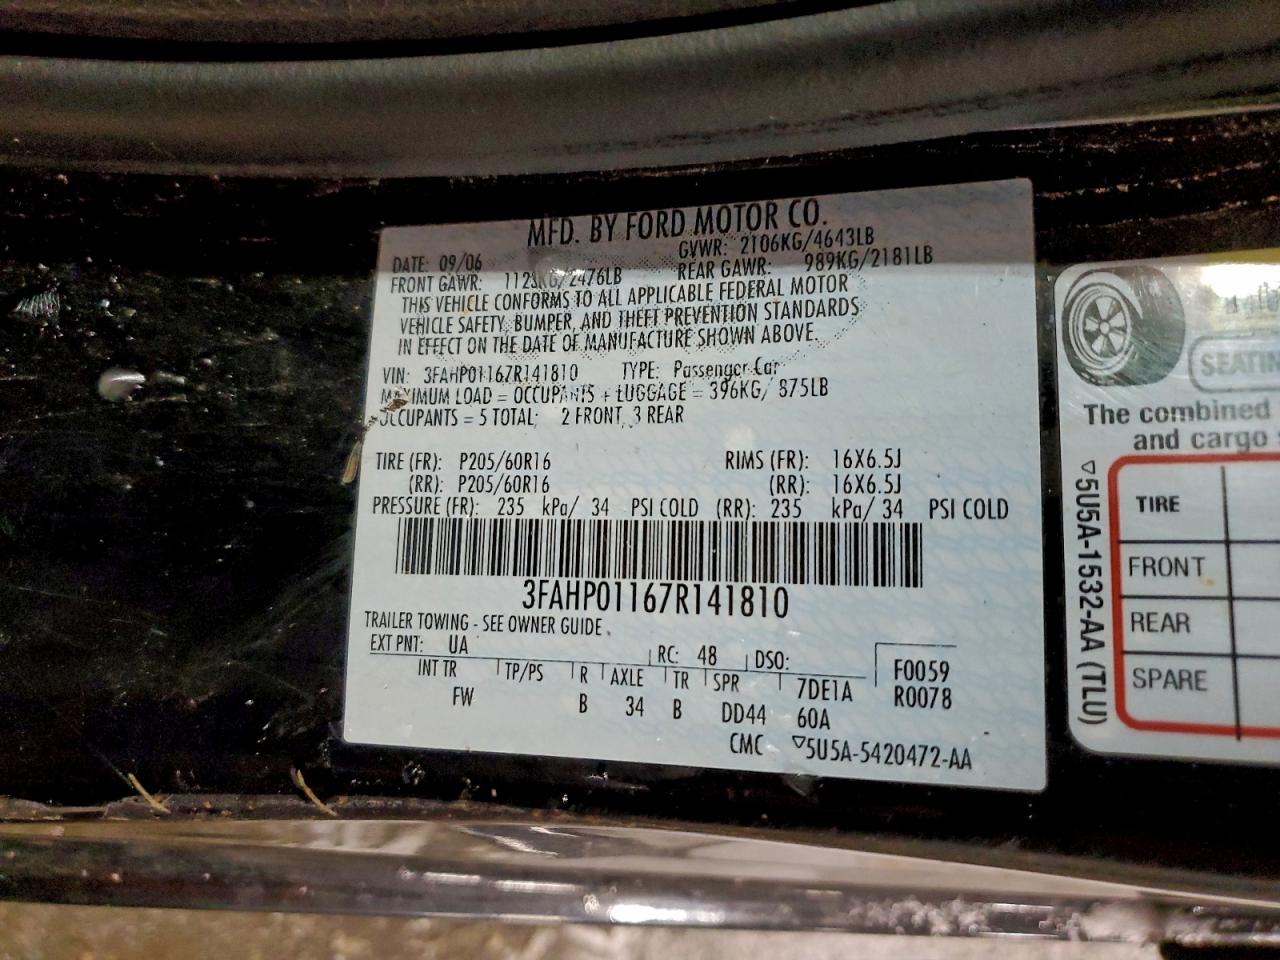 MFD. BY FORD MOTOR CO.
DATE: 09/06 GVWR: 2106KG/4643LB
FRONT GAWR: 1123KG/2476LB REAR GAWR: 989KG/2181LB
THIS VEHICLE CONFORMS TO ALL APPLICABLE FEDERAL MOTOR
VEHICLE SAFETY, BUMPER, AND THEFT PREVENTION STANDARDS
IN EFFECT ON THE DATE OF MANUFACTURE SHOWN ABOVE.
VIN: 3FAHP01167R141810 TYPE: Passenger Car
MAXIMUM LOAD = OCCUPANTS + LUGGAGE = 396KG/ 875LB
OCCUPANTS = 5 TOTAL; 2 FRONT, 3 REAR
TIRE (FR): P205/60R16 RIMS (FR): 16X6.5J
(RR): P205/60R16 (RR): 16X6.5J
PRESSURE (FR): 235 kPa/ 34 PSI COLD (RR): 235 kPa/ 34 PSI COLD
3FAHP01167R141810
TRAILER TOWING - SEE OWNER GUIDE
EXT PNT: UA RC: 48 DSO: F0059
INT TR TP/PS R AXLE TR SPR 7DE1A R0078
FW B 34 B DD44 60A
CMC ▽5U5A-5420472-AA
▽5U5A-1532-AA (TLU)
SEATIN
The combined
and cargo
TIRE
FRONT
REAR
SPARE